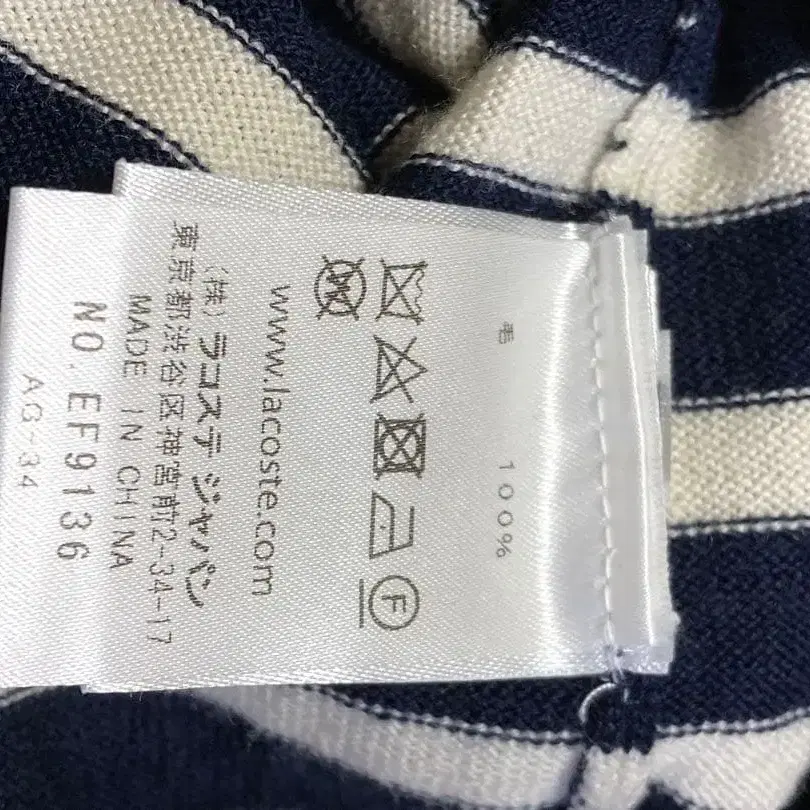 毛 100%
F
W
www.lacoste.com
(株) ラコステ ジャパン
東京都渋谷区神宮前2-34-17
MADE IN CHINA
NO. EF9136
AG-34